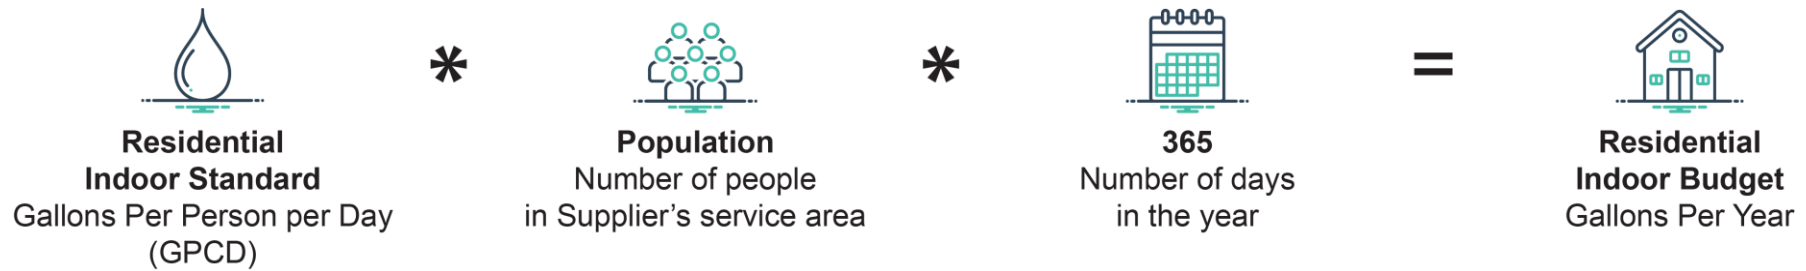 Residential
Indoor Standard
Gallons Per Person per Day
(GPCD)
*
Population
Number of people
in Supplier’s service area
*
365
Number of days
in the year
=
Residential
Indoor Budget
Gallons Per Year